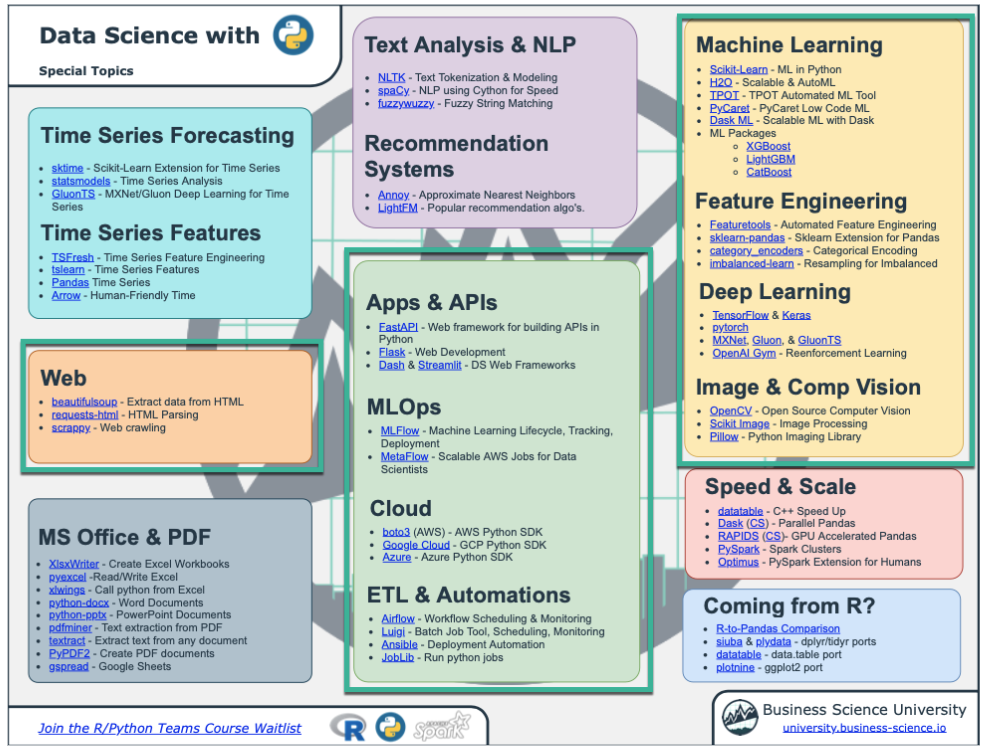 Data Science with
Special Topics
Time Series Forecasting
sktime - Scikit-Learn Extension for Time Series
statsmodels - Time Series Analysis
GluonTS - MXNet/Gluon Deep Learning for Time
Series
Time Series Features
TSFresh - Time Series Feature Engineering
tslearn - Time Series Features
Pandas Time Series
Arrow - Human-Friendly Time
Web
beautifulsoup - Extract data from HTML
requests-html - HTML Parsing
scrappy - Web crawling
MS Office & PDF
XlsxWriter - Create Excel Workbooks
pyexcel -Read/Write Excel
xlwings - Call python from Excel
python-docx - Word Documents
python-pptx - PowerPoint Documents
pdfminer - Text extraction from PDF
textract - Extract text from any document
PyPDF2 - Create PDF documents
gspread - Google Sheets
Text Analysis & NLP
NLTK - Text Tokenization & Modeling
spaCy - NLP using Cython for Speed
fuzzywuzzy - Fuzzy String Matching
Recommendation
Systems
Annoy - Approximate Nearest Neighbors
LightFM - Popular recommendation algo's.
Apps & APIs
FastAPI - Web framework for building APIs in
Python
Flask - Web Development
Dash & Streamlit - DS Web Frameworks
MLOps
MLFlow - Machine Learning Lifecycle, Tracking,
Deployment
MetaFlow - Scalable AWS Jobs for Data
Scientists
Cloud
boto3 (AWS) - AWS Python SDK
Google Cloud - GCP Python SDK
Azure - Azure Python SDK
ETL & Automations
Airflow - Workflow Scheduling & Monitoring
Luigi - Batch Job Tool, Scheduling, Monitoring
Ansible - Deployment Automation
JobLib - Run python jobs
Machine Learning
Scikit-Learn - ML in Python
H2O - Scalable & AutoML
TPOT - TPOT Automated ML Tool
PyCaret - PyCaret Low Code ML
Dask ML - Scalable ML with Dask
ML Packages
XGBoost
LightGBM
CatBoost
Feature Engineering
Featuretools - Automated Feature Engineering
sklearn-pandas - Sklearn Extension for Pandas
category_encoders - Categorical Encoding
imbalanced-learn - Resampling for Imbalanced
Deep Learning
TensorFlow & Keras
pytorch
MXNet, Gluon, & GluonTS
OpenAI Gym - Reenforcement Learning
Image & Comp Vision
OpenCV - Open Source Computer Vision
Scikit Image - Image Processing
Pillow - Python Imaging Library
Speed & Scale
datatable - C++ Speed Up
Dask (CS) - Parallel Pandas
RAPIDS (CS)- GPU Accelerated Pandas
PySpark - Spark Clusters
Optimus - PySpark Extension for Humans
Coming from R?
R-to-Pandas Comparison
siuba & plydata - dplyr/tidyr ports
datatable - data.table port
plotnine - ggplot2 port
Join the R/Python Teams Course Waitlist
R
APACHE
Spark
Business Science University
university.business-science.io